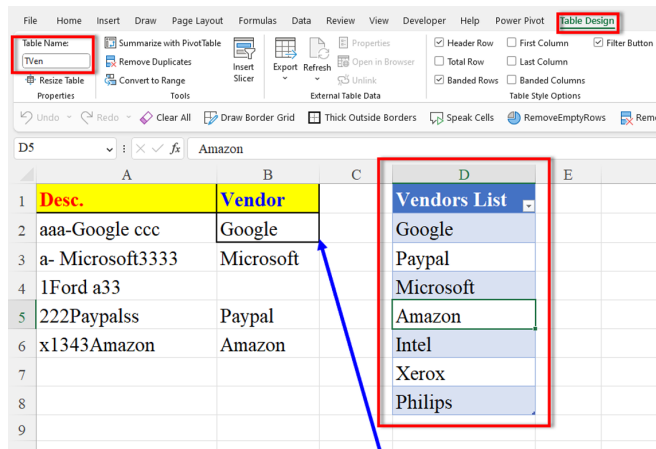 File Home Insert Draw Page Layout Formulas Data Review View Developer Help Power Pivot Table Design
Table Name:
TVen
Resize Table
Properties
Summarize with PivotTable
Remove Duplicates
Convert to Range
Tools
Insert
Slicer
Export Refresh
Properties
Open in Browser
Unlink
External Table Data
Header Row First Column Filter Button
Total Row Last Column
Banded Rows Banded Columns
Table Style Options
Undo Redo Clear All Draw Border Grid Thick Outside Borders Speak Cells RemoveEmptyRows Rem
D5 fx Amazon
A B C D E
1 Desc. Vendor Vendors List
2 aaa-Google ccc Google Google
3 a- Microsoft3333 Microsoft Paypal
4 1Ford a33 Microsoft
5 222Paypalss Paypal Amazon
6 x1343Amazon Amazon Intel
7 Xerox
8 Philips
9